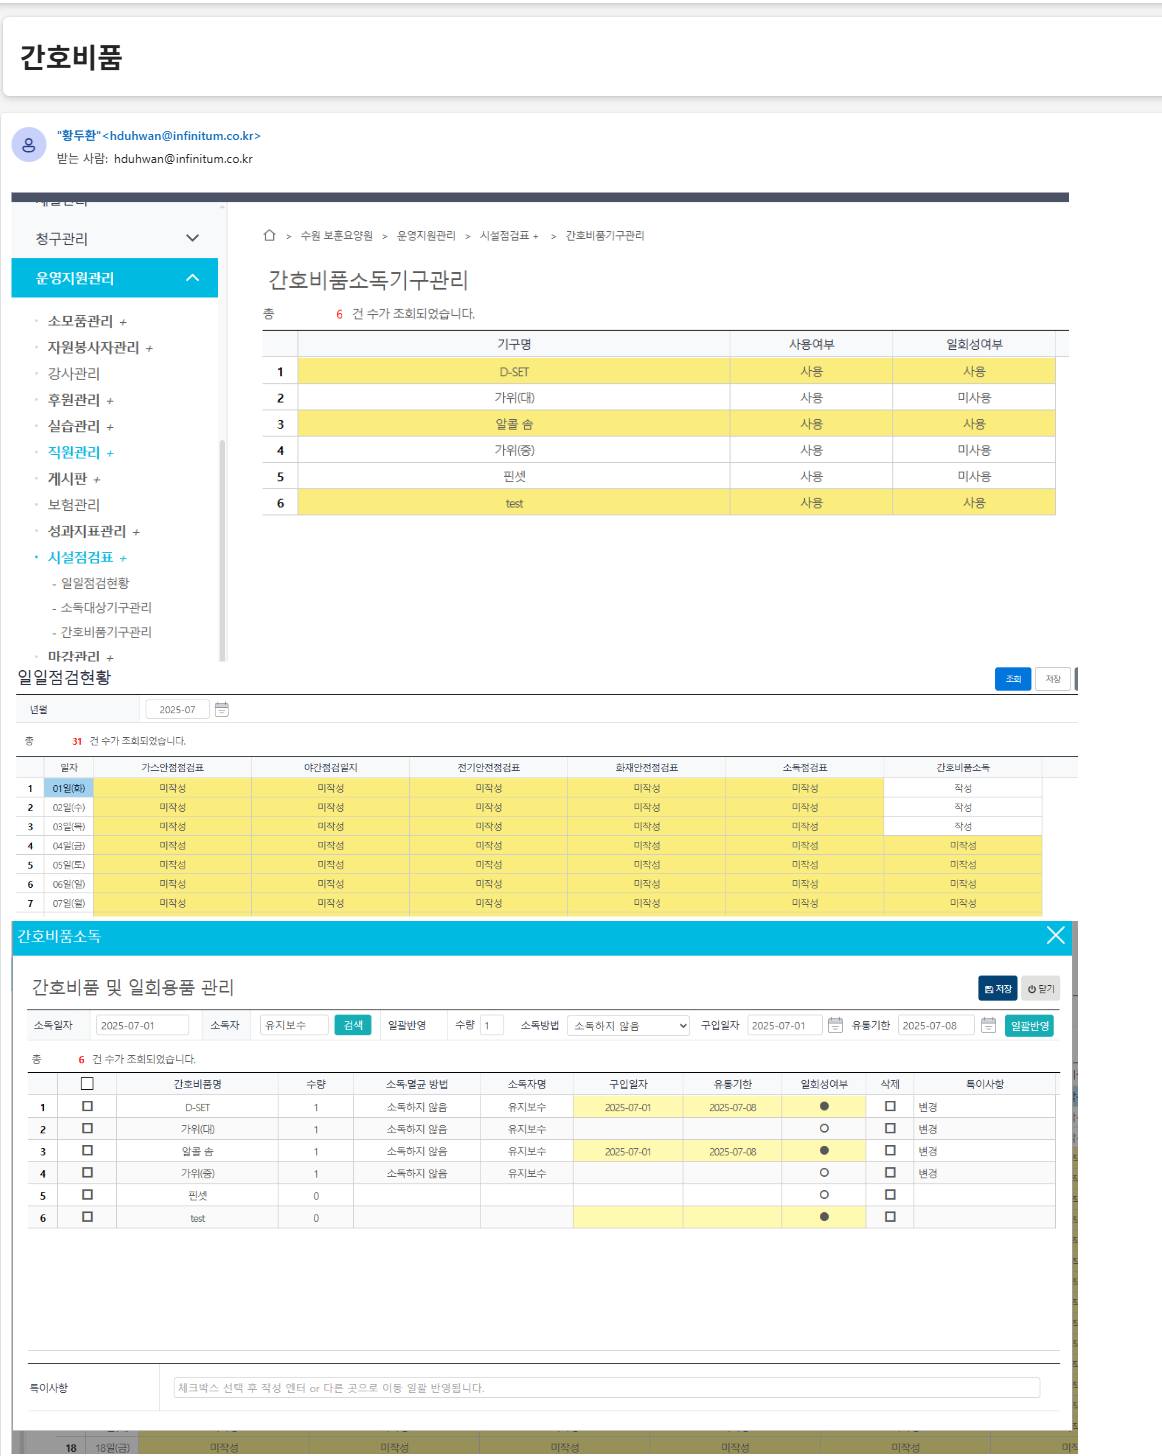 간호비품
"황두환"<hduhwan@infinitum.co.kr>
받는 사람: hduhwan@infinitum.co.kr
청구관리
운영지원관리
소모품관리 +
자원봉사자관리 +
강사관리
후원관리 +
실습관리 +
직원관리 +
게시판 +
보험관리
성과지표관리 +
시설점검표 +
- 일일점검현황
- 소독대상기구관리
- 간호비품기구관리
마감관리 +
> 수원 보훈요양원 > 운영지원관리 > 시설점검표 + > 간호비품기구관리
간호비품소독기구관리
총 6 건 수가 조회되었습니다.
기구명 사용여부 일회성여부
1 D-SET 사용 사용
2 가위(대) 사용 미사용
3 알콜 솜 사용 사용
4 가위(중) 사용 미사용
5 핀셋 사용 미사용
6 test 사용 사용
일일점검현황
조회 저장
년월 2025-07
총 31 건 수가 조회되었습니다.
일자 가스안점점검표 야간점검일지 전기안전점검표 화재안전점검표 소독점검표 간호비품소독
1 01일(화) 미작성 미작성 미작성 미작성 미작성 작성
2 02일(수) 미작성 미작성 미작성 미작성 미작성 작성
3 03일(목) 미작성 미작성 미작성 미작성 미작성 작성
4 04일(금) 미작성 미작성 미작성 미작성 미작성 미작성
5 05일(토) 미작성 미작성 미작성 미작성 미작성 미작성
6 06일(일) 미작성 미작성 미작성 미작성 미작성 미작성
7 07일(월) 미작성 미작성 미작성 미작성 미작성 미작성
간호비품소독
간호비품 및 일회용품 관리
저장 닫기
소독일자 2025-07-01 소독자 유지보수 검색 일괄반영 수량 1 소독방법 소독하지 않음 구입일자 2025-07-01 유통기한 2025-07-08 일괄반영
총 6 건 수가 조회되었습니다.
간호비품명 수량 소독·멸균 방법 소독자명 구입일자 유통기한 일회성여부 삭제 특이사항
1 D-SET 1 소독하지 않음 유지보수 2025-07-01 2025-07-08 변경
2 가위(대) 1 소독하지 않음 유지보수 변경
3 알콜 솜 1 소독하지 않음 유지보수 2025-07-01 2025-07-08 변경
4 가위(중) 1 소독하지 않음 유지보수 변경
5 핀셋 0
6 test 0
특이사항 체크박스 선택 후 작성 엔터 or 다른 곳으로 이동 일괄 반영됩니다.
18 18일(금) 미작성 미작성 미작성 미작성 미작성